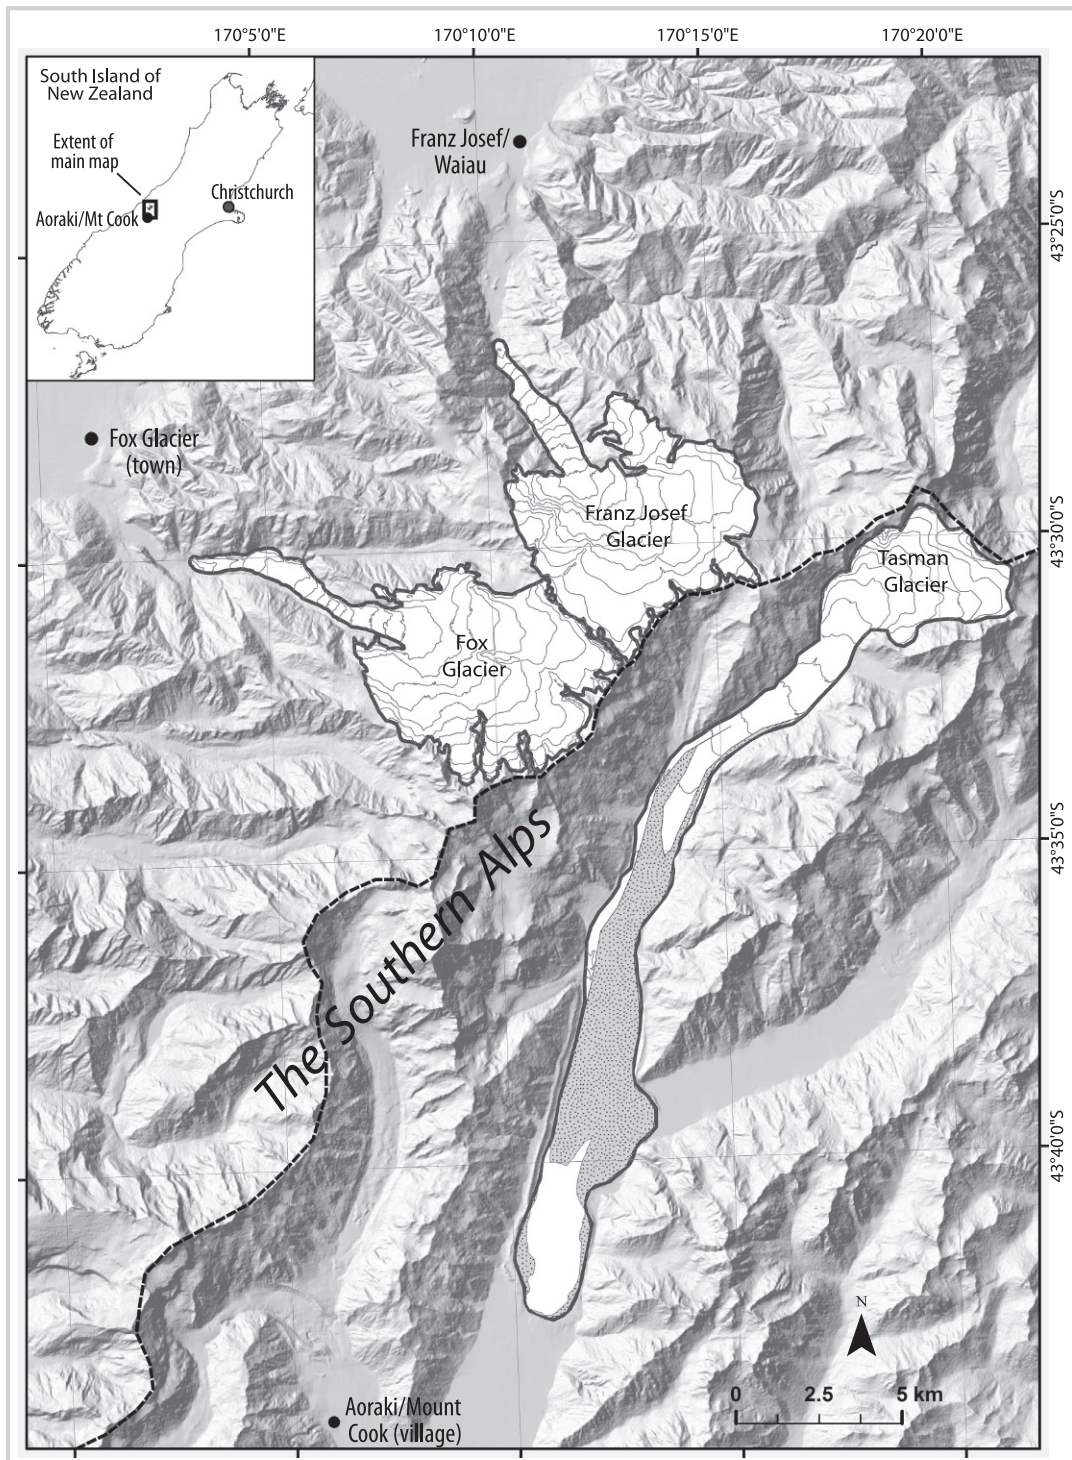 170°5'0"E
170°10'0"E
170°15'0"E
170°20'0"E
South Island of
New Zealand
Extent of
main map
Christchurch
Aoraki/Mt Cook
Franz Josef/
Waiau
43°25'0"S
Fox Glacier
(town)
Franz Josef
Glacier
43°30'0"S
Tasman
Glacier
Fox
Glacier
43°35'0"S
The Southern Alps
43°40'0"S
N
0 2.5 5 km
Aoraki/Mount
Cook (village)